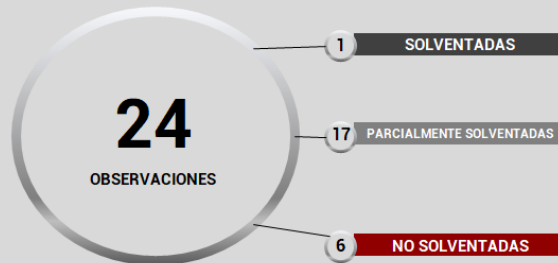 24
OBSERVACIONES
1 SOLVENTADAS
17 PARCIALMENTE SOLVENTADAS
6 NO SOLVENTADAS